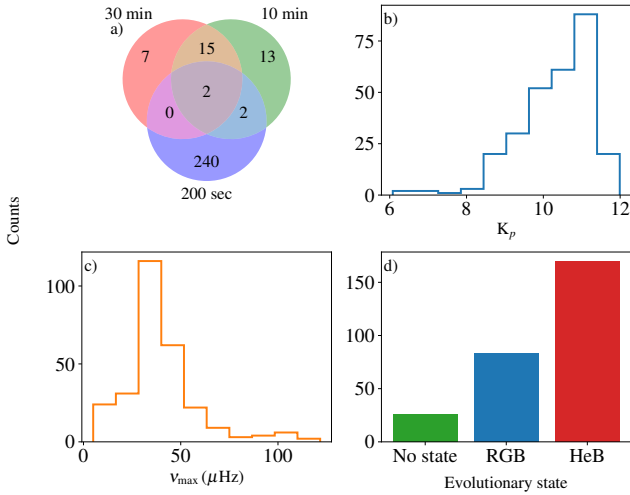 30 min 10 min
a)
7 15 13
2
0 2
240
200 sec
Counts
b)
75
50
25
0
6 8 10 12
K_p
c)
100
50
0
0 50 100
ν_max (μHz)
d)
150
100
50
0
No state RGB HeB
Evolutionary state